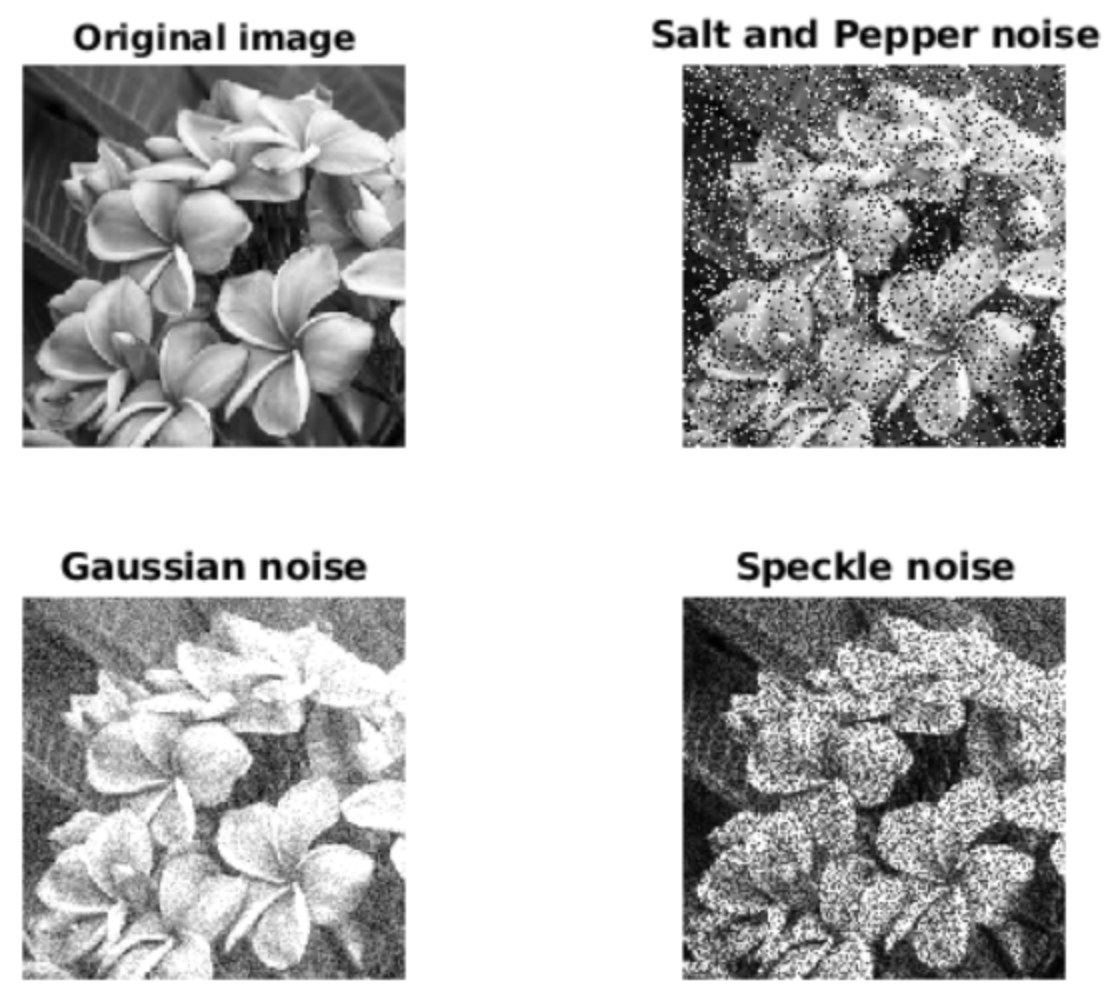 Original image
Salt and Pepper noise
Gaussian noise
Speckle noise